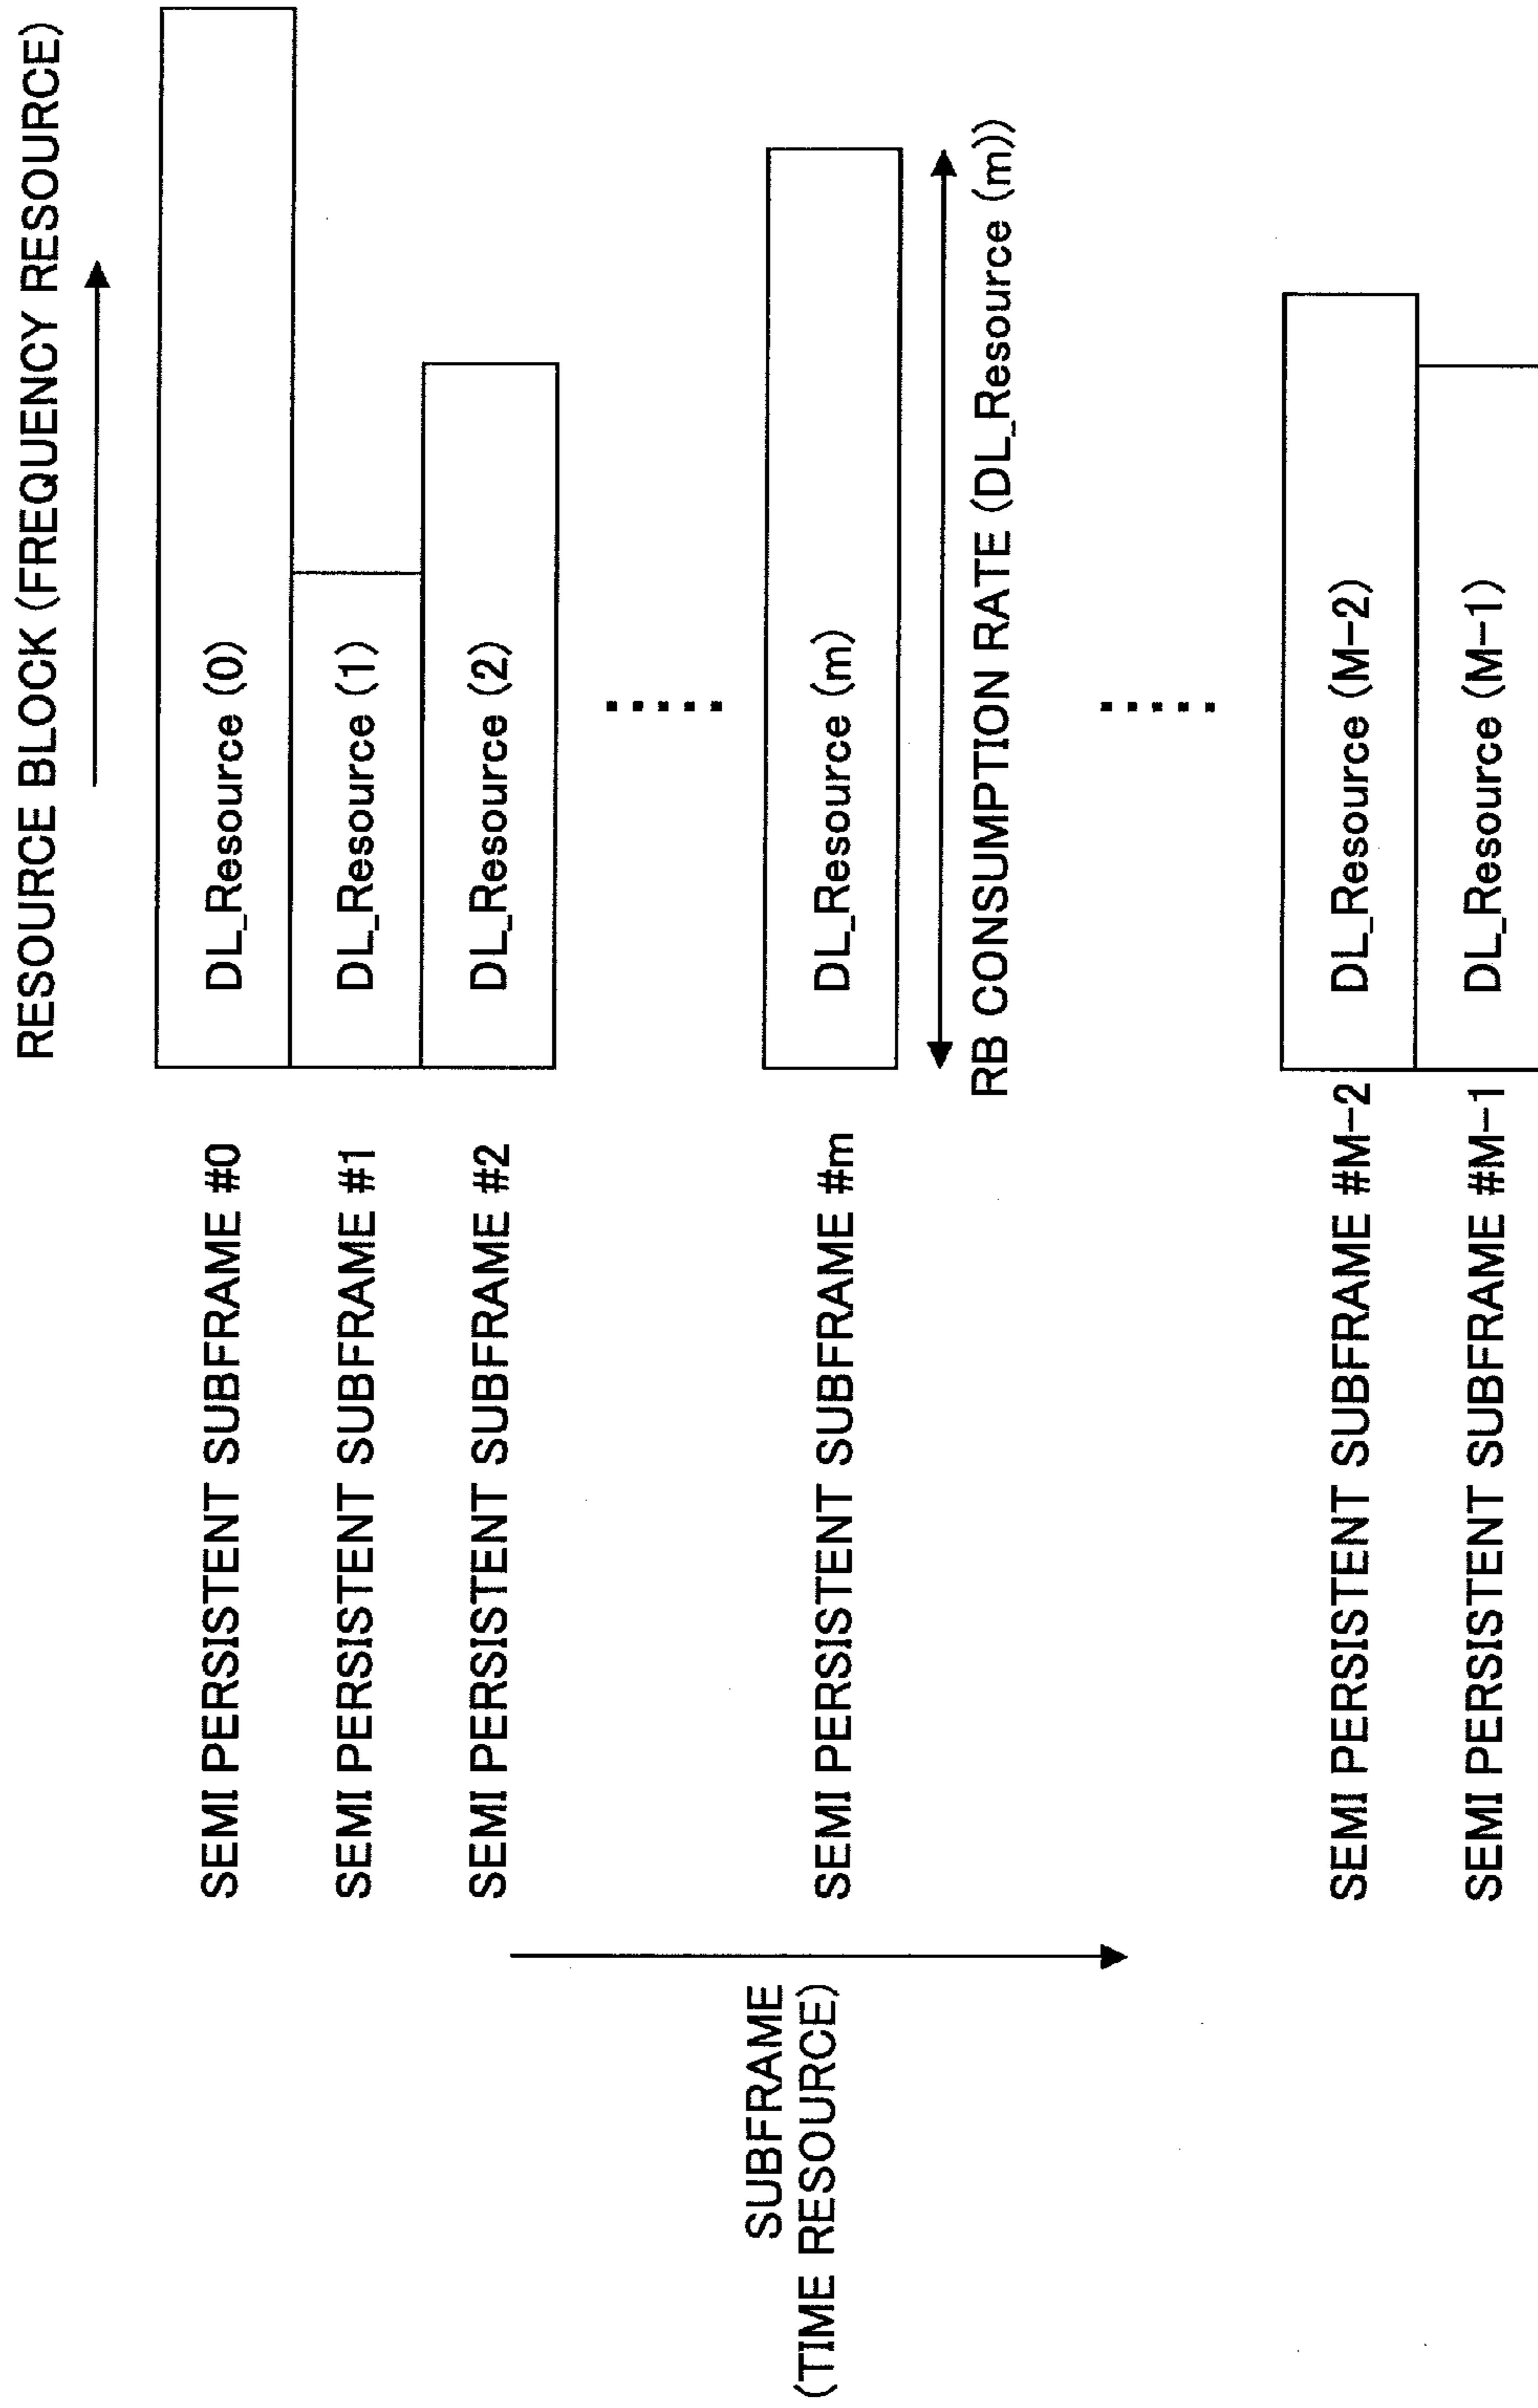 RESOURCE BLOCK (FREQUENCY RESOURCE)
SEMI PERSISTENT SUBFRAME #0
DL_Resource (0)
SEMI PERSISTENT SUBFRAME #1
DL_Resource (1)
SEMI PERSISTENT SUBFRAME #2
DL_Resource (2)
SUBFRAME
(TIME RESOURCE)
SEMI PERSISTENT SUBFRAME #m
DL_Resource (m)
RB CONSUMPTION RATE (DL_Resource (m))
SEMI PERSISTENT SUBFRAME #M-2
DL_Resource (M-2)
SEMI PERSISTENT SUBFRAME #M-1
DL_Resource (M-1)